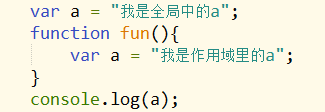 var a = "我是全局中的a";
function fun(){
    var a = "我是作用域里的a";
}
console.log(a);